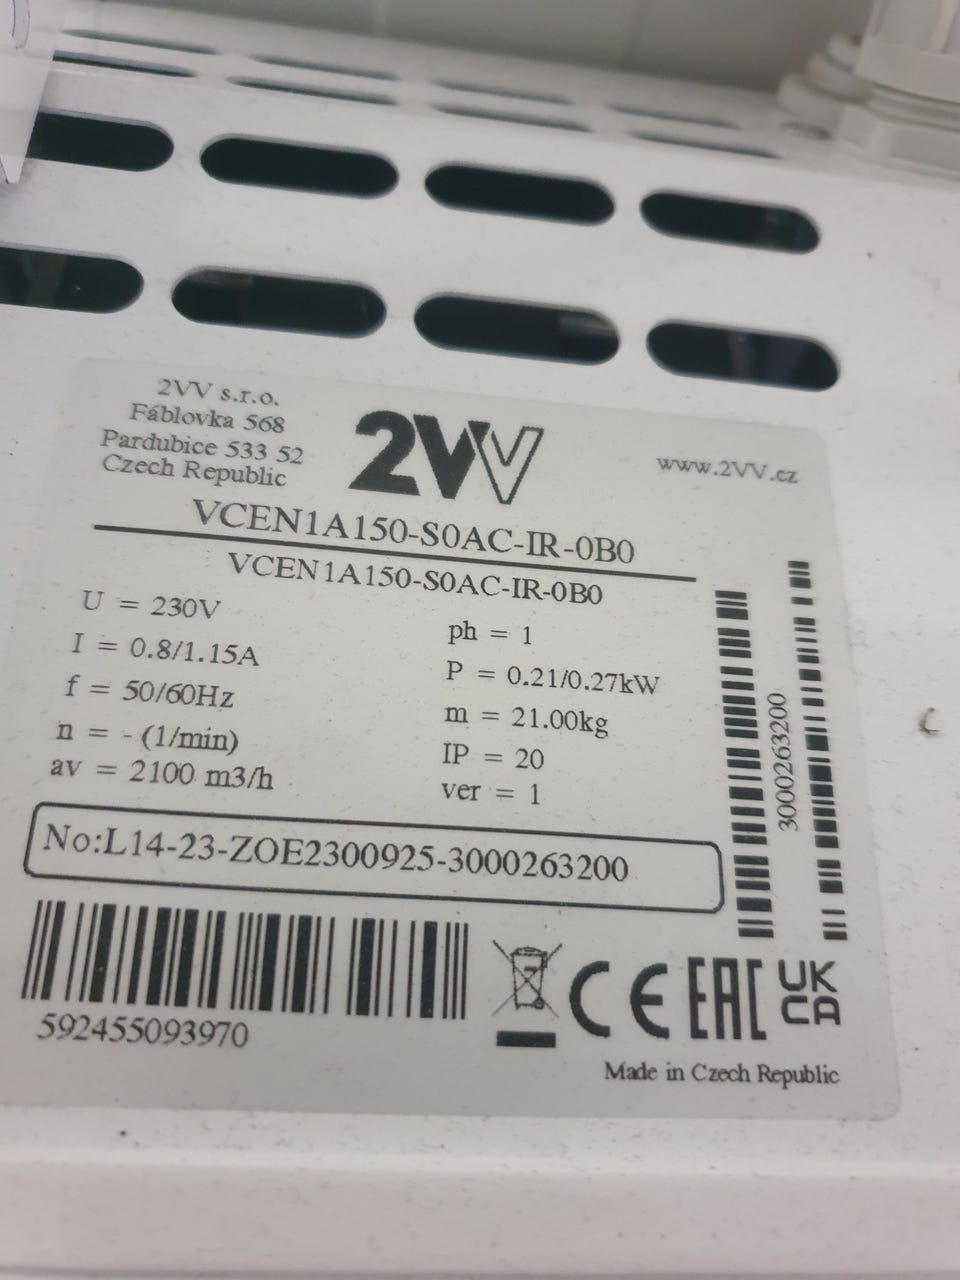 2VV s.r.o.
Fáblovka 568
Pardubice 533 52
Czech Republic
2VV
www.2VV.cz
VCEN1A150-S0AC-IR-0B0
VCEN1A150-S0AC-IR-0B0
U = 230V
I = 0.8/1.15A
f = 50/60Hz
n = - (1/min)
av = 2100 m3/h
ph = 1
P = 0.21/0.27kW
m = 21.00kg
IP = 20
ver = 1
3000263200
No:L14-23-ZOE2300925-3000263200
592455093970
CE EAC UK
CA
Made in Czech Republic